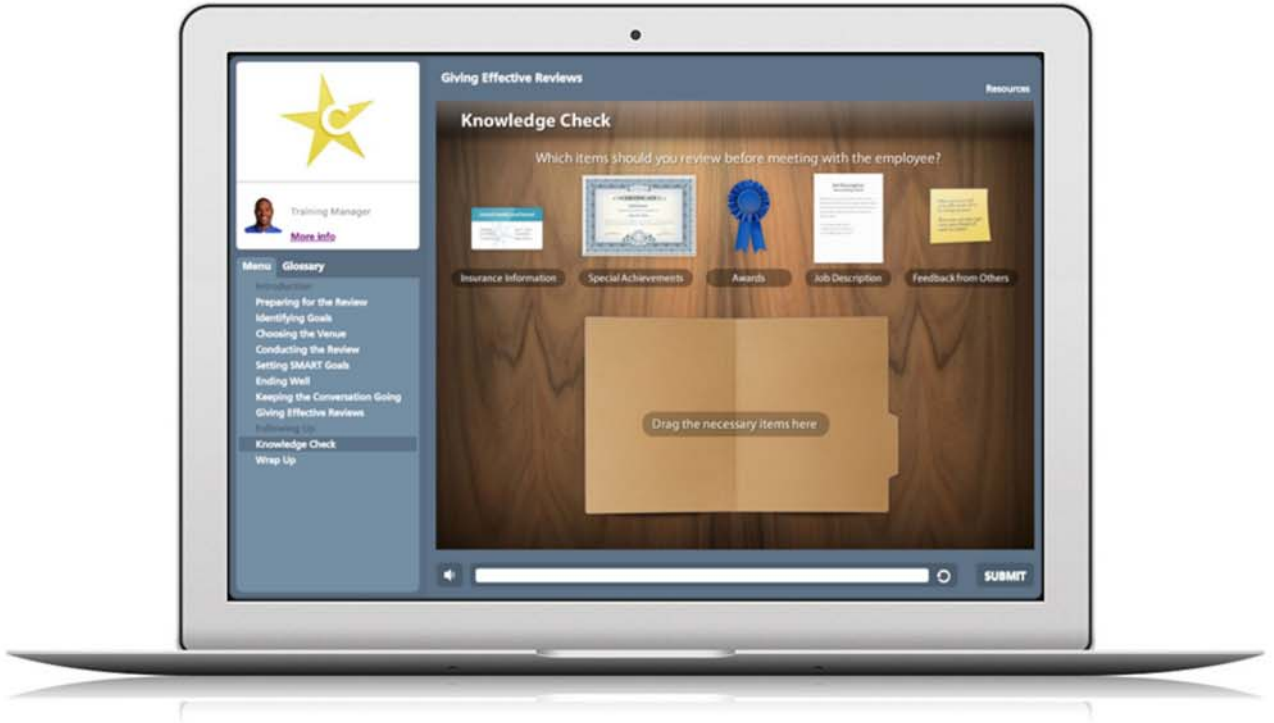 C
Training Manager
More info
Menu Glossary
Introduction
Preparing for the Review
Identifying Goals
Choosing the Venue
Conducting the Review
Setting SMART Goals
Ending Well
Keeping the Conversation Going
Giving Effective Reviews
Following Up
Knowledge Check
Wrap Up
Giving Effective Reviews
Resources
Knowledge Check
Which items should you review before meeting with the employee?
CERTIFICATE
Job Description
Insurance Information
Special Achievements
Awards
Job Description
Feedback from Others
Drag the necessary items here
SUBMIT